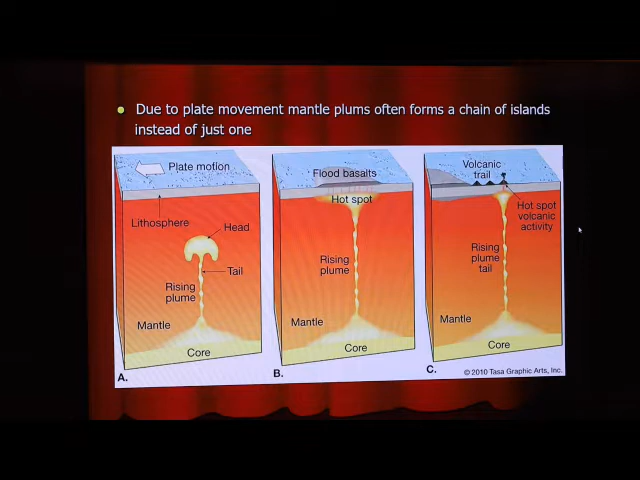 Due to plate movement mantle plums often forms a chain of islands
instead of just one
Plate motion
Lithosphere
Head
Tail
Rising
plume
Mantle
Core
A.
Flood basalts
Hot spot
Rising
plume
Mantle
Core
B.
Volcanic
trail
Hot spot
volcanic
activity
Rising
plume
tail
Mantle
Core
C.
© 2010 Tasa Graphic Arts, Inc.